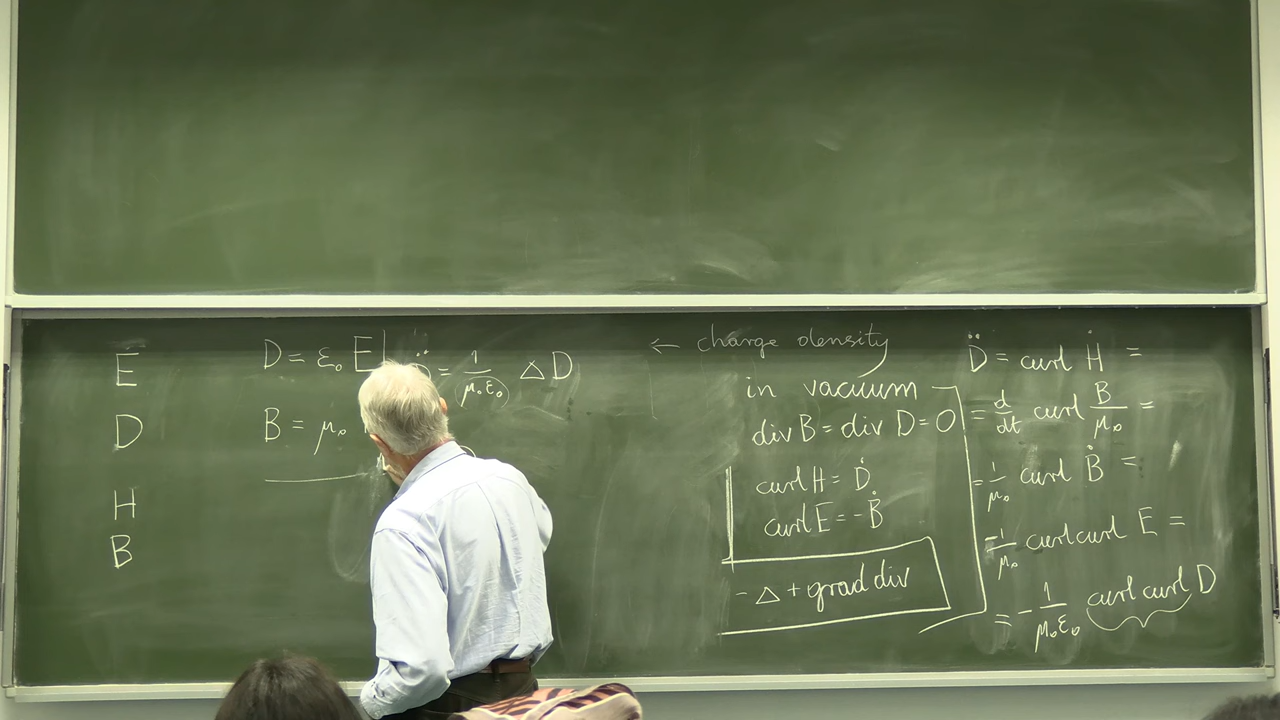 E
D
H
B
D = ε₀ E
B = μ₀
D̈ = 1/(μ₀ε₀) △ D
← charge density
in vacuum
div B = div D = 0
curl H = Ḋ
curl E = - Ḃ
- △ + grad div
D̈ = curl Ḣ =
= d/dt curl B/μ₀ =
= 1/μ₀ curl Ḃ =
- 1/μ₀ curl curl E =
= - 1/(μ₀ε₀) curl curl D